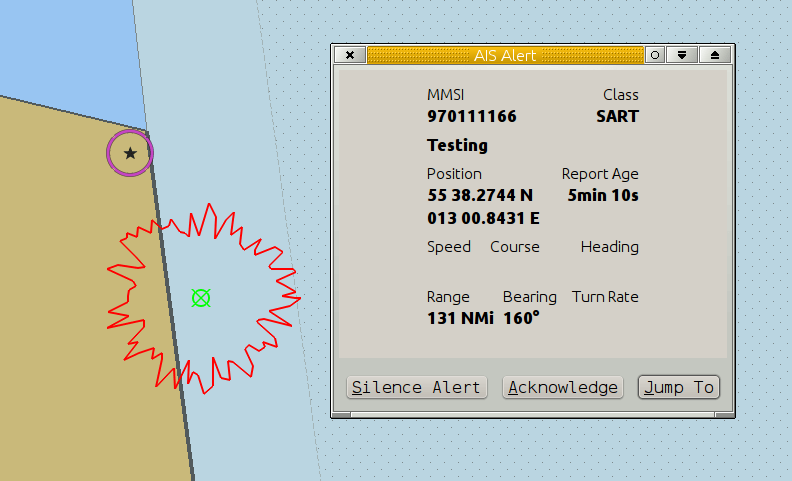 AIS Alert
MMSI Class
970111166 SART
Testing
Position Report Age
55 38.2744 N 5min 10s
013 00.8431 E
Speed Course Heading
Range Bearing Turn Rate
131 NMi 160°
Silence Alert Acknowledge Jump To